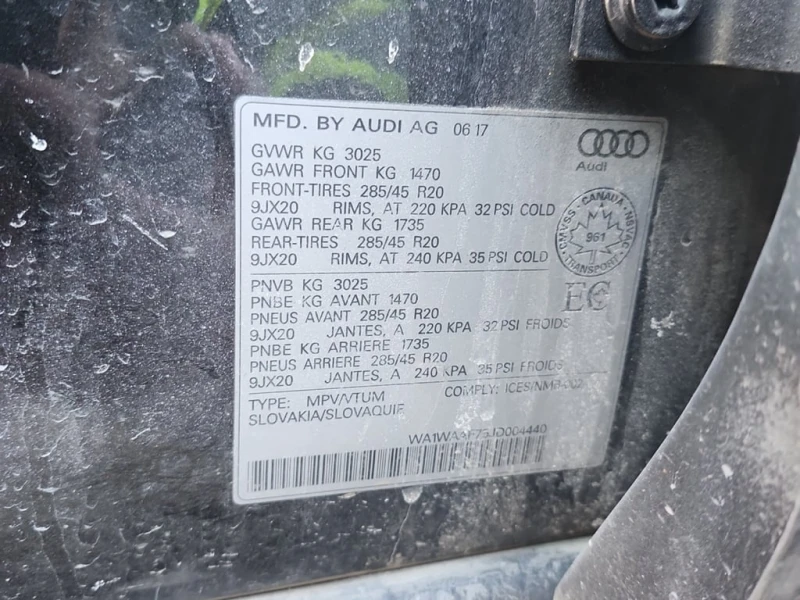 MFD. BY AUDI AG 06 17
Audi
GVWR KG 3025
GAWR FRONT KG 1470
FRONT-TIRES 285/45 R20
9JX20 RIMS, AT 220 KPA 32 PSI COLD
GAWR REAR KG 1735
REAR-TIRES 285/45 R20
9JX20 RIMS, AT 240 KPA 35 PSI COLD
CMVSS - CANADA - NSVAC
961
TRANSPORT
EC
PNVB KG 3025
PNBE KG AVANT 1470
PNEUS AVANT 285/45 R20
9JX20 JANTES, A 220 KPA 32 PSI FROIDS
PNBE KG ARRIERE 1735
PNEUS ARRIERE 285/45 R20
9JX20 JANTES, A 240 KPA 35 PSI FROIDS
TYPE: MPV/VTUM COMPLY:
SLOVAKIA/SLOVAQUIE